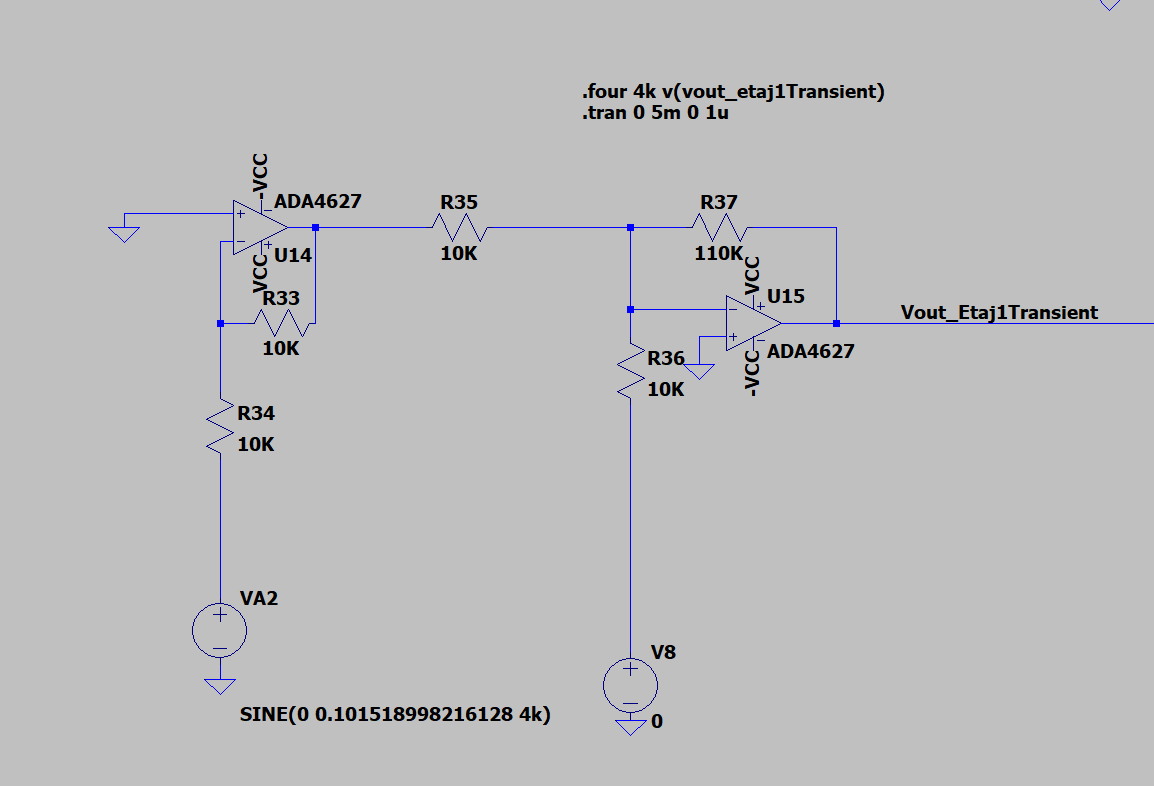 .four 4k v(vout_etaj1Transient)
.tran 0 5m 0 1u
-VCC
ADA4627
U14
VCC
R33
10K
R34
10K
VA2
SINE(0 0.101518998216128 4k)
R35
10K
R37
110K
VCC
U15
ADA4627
-VCC
R36
10K
V8
0
Vout_Etaj1Transient